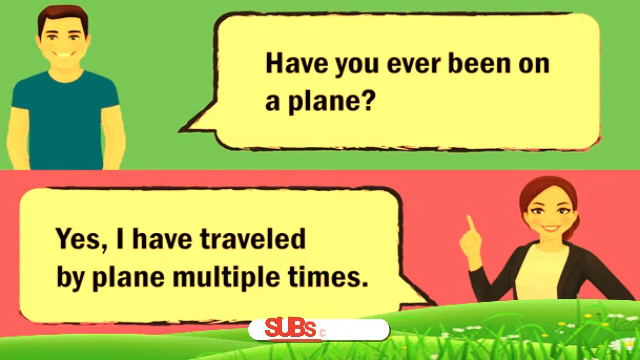 Have you ever been on
a plane?
Yes, I have traveled
by plane multiple times.
SUBs c